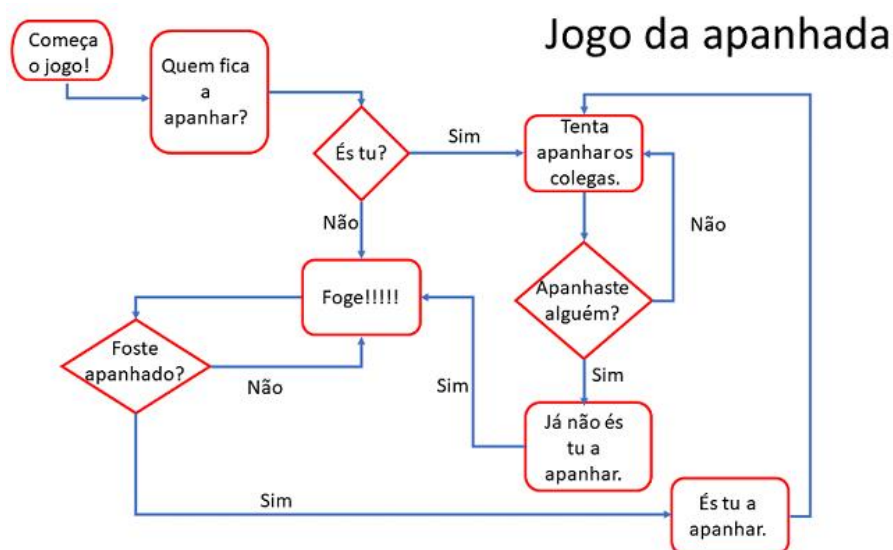 Jogo da apanhada
Começa
o jogo!
Quem fica
a
apanhar?
És tu?
Sim
Tenta
apanhar os
colegas.
Não
Não
Foge!!!!!
Apanhaste
alguém?
Foste
apanhado?
Não
Sim
Sim
Já não és
tu a
apanhar.
Sim
És tu a
apanhar.